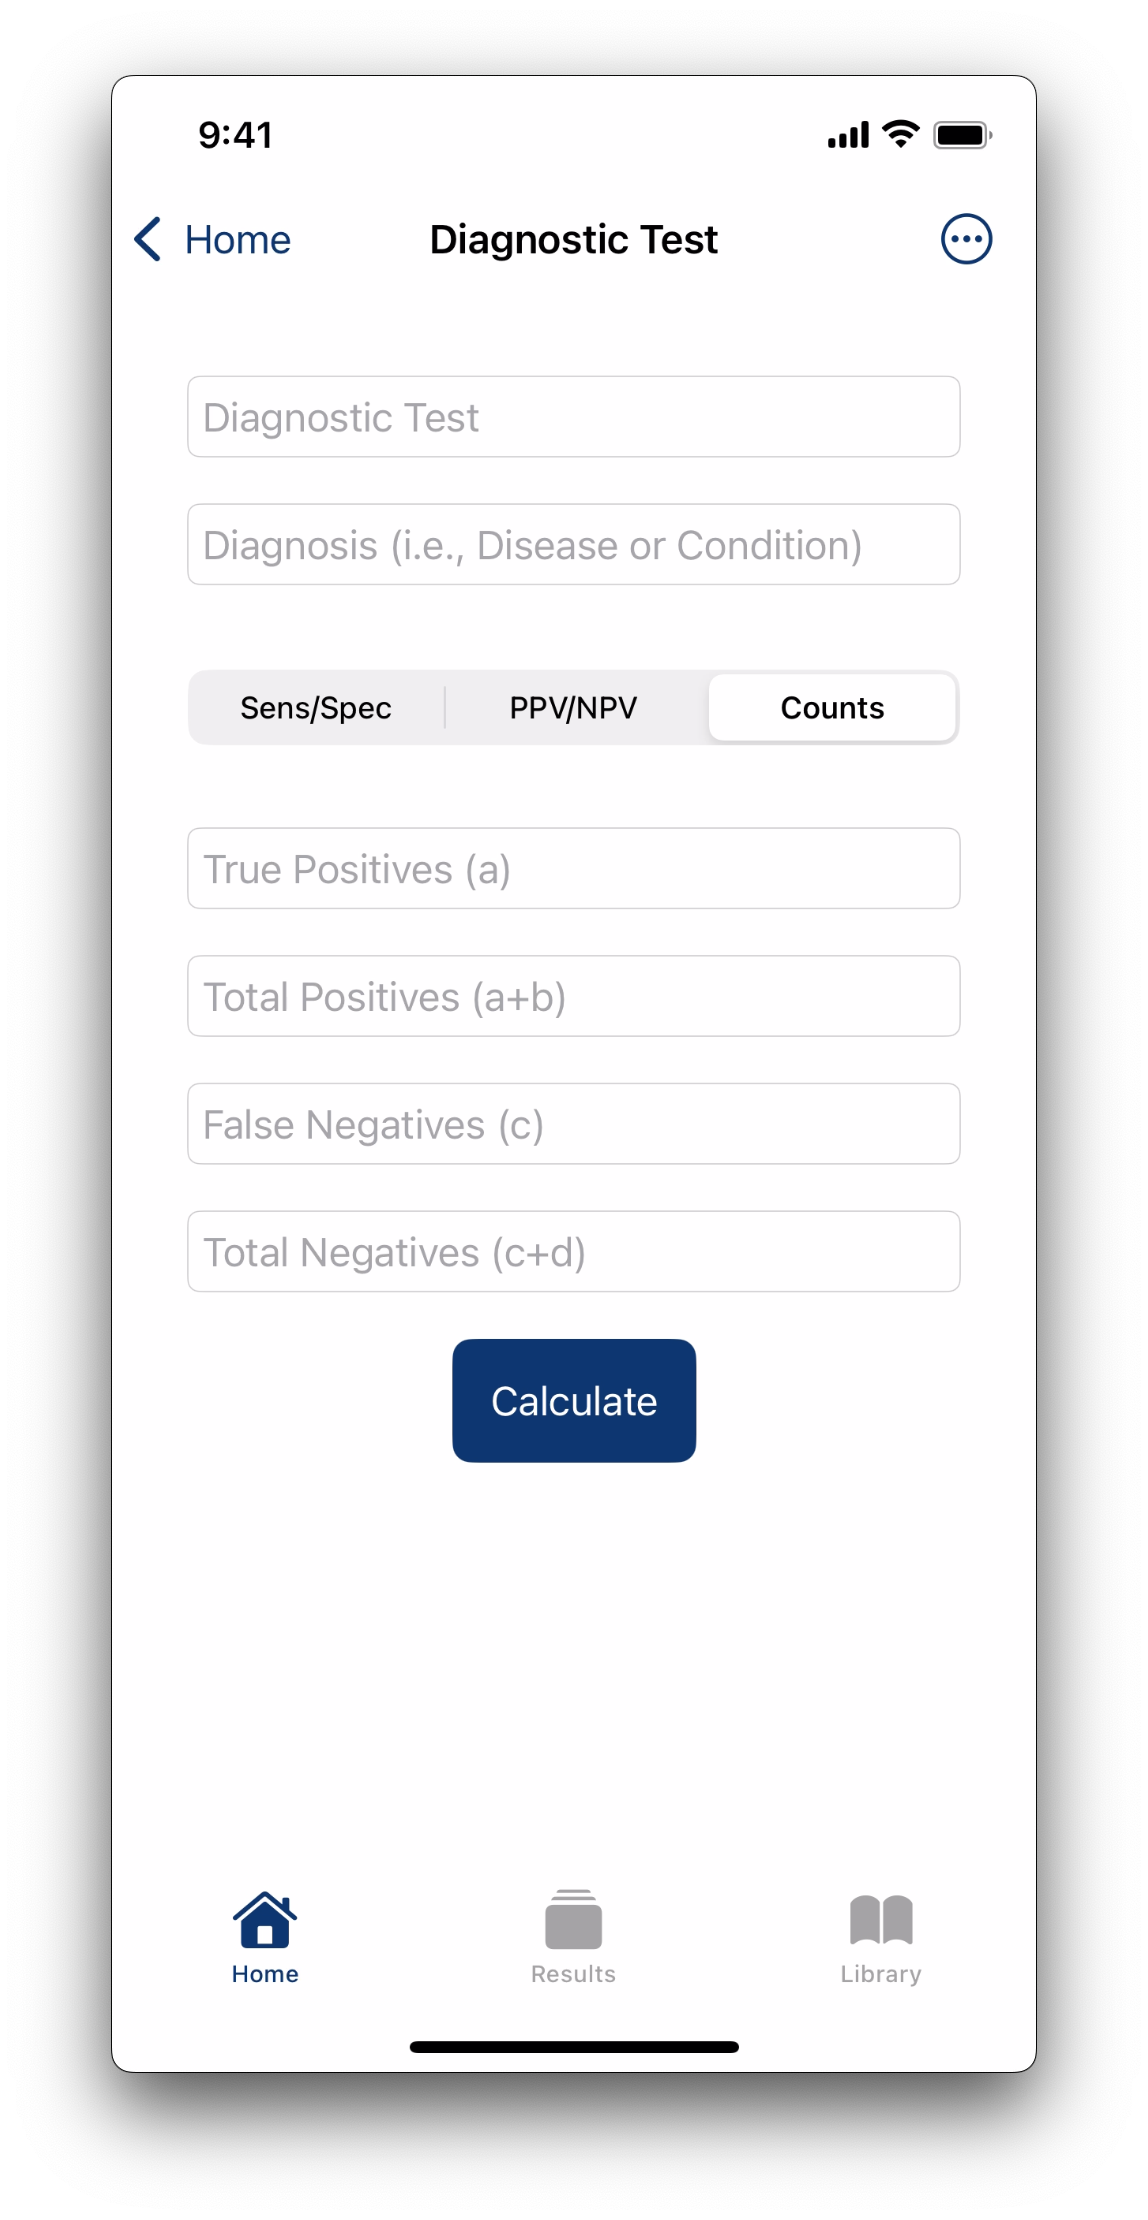 9:41
Home
Diagnostic Test
Diagnostic Test
Diagnosis (i.e., Disease or Condition)
Sens/Spec
PPV/NPV
Counts
True Positives (a)
Total Positives (a+b)
False Negatives (c)
Total Negatives (c+d)
Calculate
Home
Results
Library